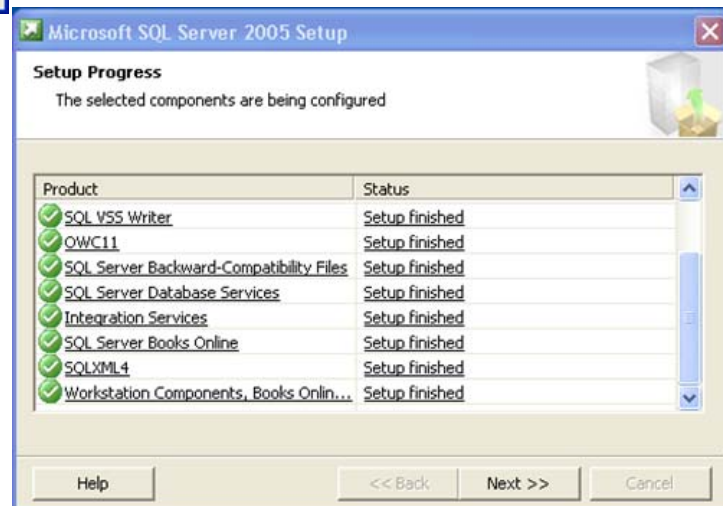 Microsoft SQL Server 2005 Setup
Setup Progress
The selected components are being configured
Product Status
SQL VSS Writer Setup finished
OWC11 Setup finished
SQL Server Backward-Compatibility Files Setup finished
SQL Server Database Services Setup finished
Integration Services Setup finished
SQL Server Books Online Setup finished
SQLXML4 Setup finished
Workstation Components, Books Onlin... Setup finished
Help << Back Next >> Cancel